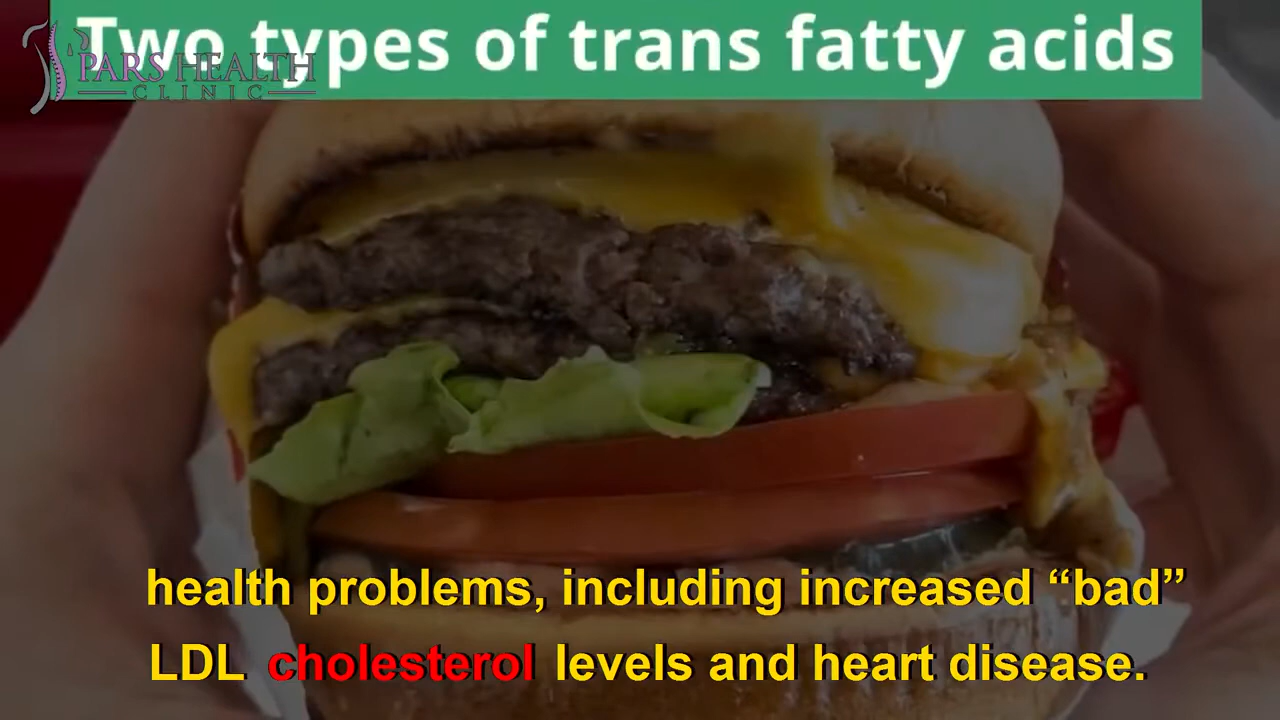 Two types of trans fatty acids
PARS HEALTH
CLINIC
health problems, including increased “bad”
LDL cholesterol levels and heart disease.